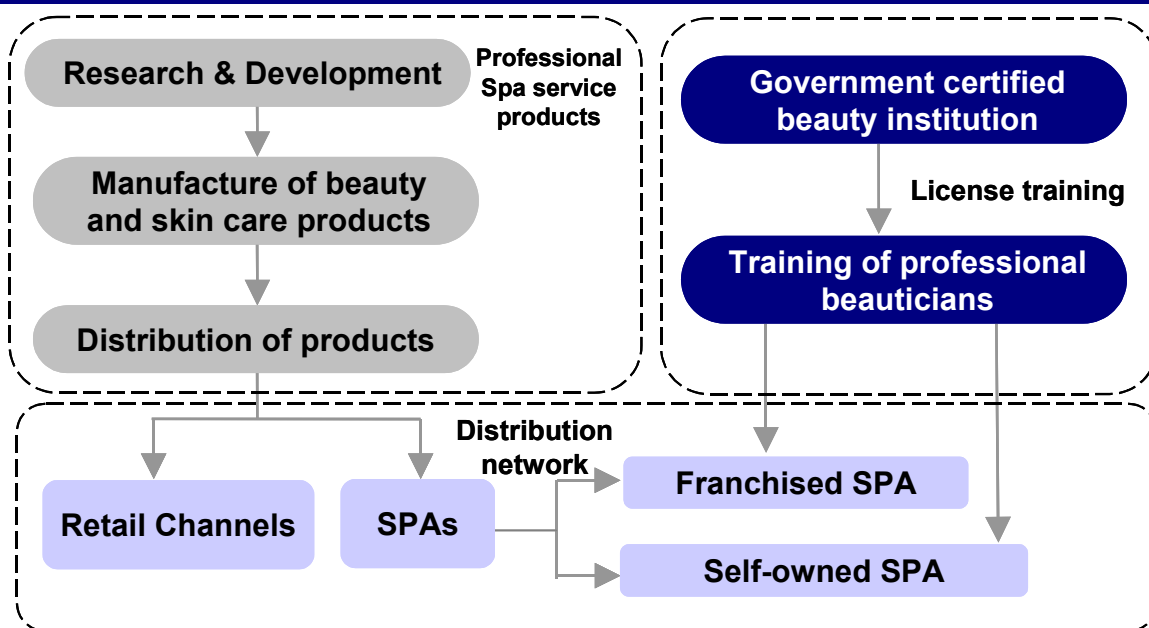 Research & Development
Professional
Spa service
products
Manufacture of beauty
and skin care products
Distribution of products
Government certified
beauty institution
License training
Training of professional
beauticians
Distribution
network
Retail Channels
SPAs
Franchised SPA
Self-owned SPA